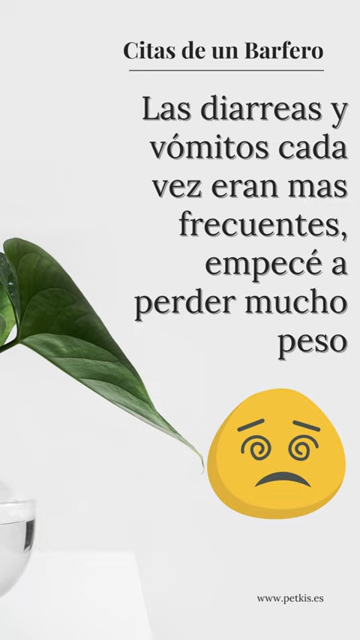 Citas de un Barfero
Las diarreas y
vómitos cada
vez eran mas
frecuentes,
empecé a
perder mucho
peso
www.petkis.es